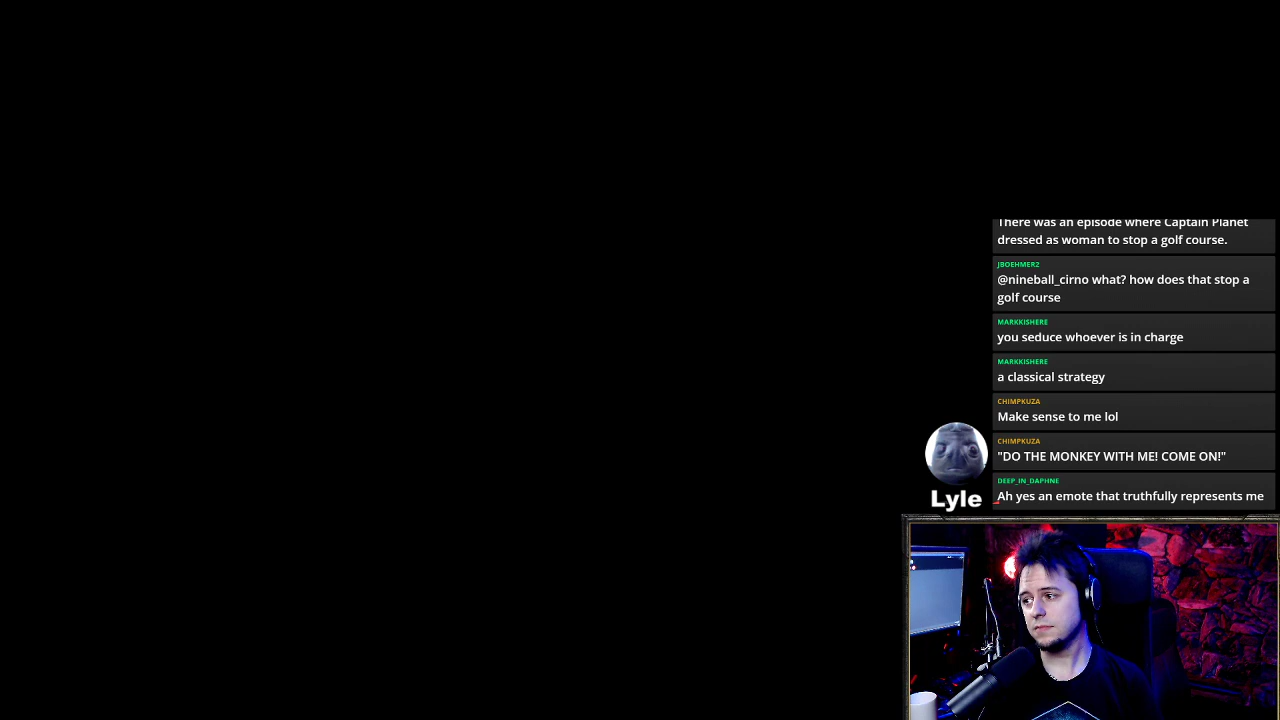 There was an episode where Captain Planet
dressed as woman to stop a golf course.
JBOEHMER2
@nineball_cirno what? how does that stop a
golf course
MARKKISHERE
you seduce whoever is in charge
MARKKISHERE
a classical strategy
CHIMPKUZA
Make sense to me lol
CHIMPKUZA
"DO THE MONKEY WITH ME! COME ON!"
DEEP_IN_DAPHNE
Ah yes an emote that truthfully represents me
Lyle